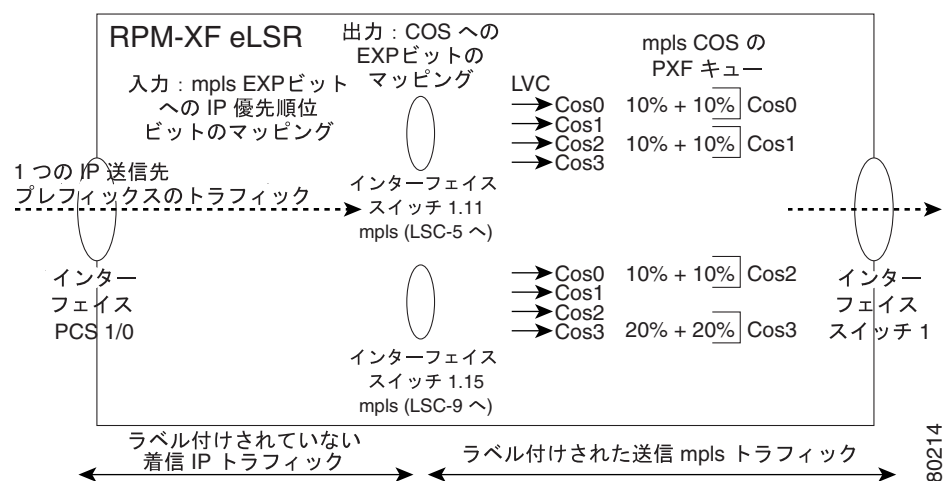 RPM-XF eLSR
入力：mpls EXPビット
への IP 優先順位
ビットのマッピング
出力：COS への
EXPビットの
マッピング
LVC
Cos0
Cos1
Cos2
Cos3
mpls COS の
PXF キュー
10% + 10% Cos0
10% + 10% Cos1
1 つの IP 送信先
プレフィックスのトラフィック
インターフェイス
スイッチ 1.11
mpls (LSC-5 へ)
インター
フェイス
PCS 1/0
Cos0
Cos1
Cos2
Cos3
10% + 10% Cos2
20% + 20% Cos3
インター
フェイス
スイッチ 1
インターフェイス
スイッチ 1.15
mpls (LSC-9 へ)
ラベル付けされていない
着信 IP トラフィック
ラベル付けされた送信 mpls トラフィック
80214